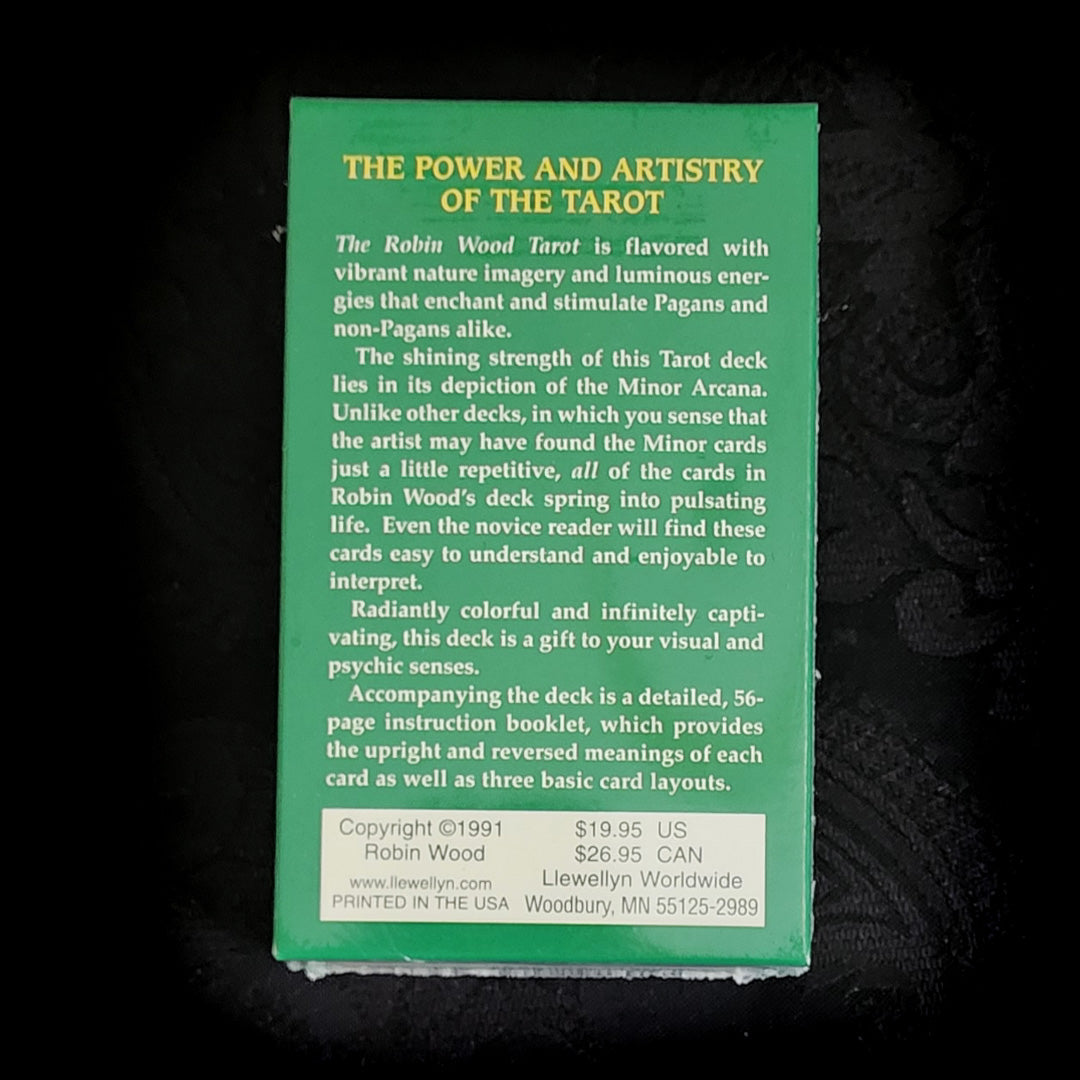 THE POWER AND ARTISTRY
OF THE TAROT
The Robin Wood Tarot is flavored with
vibrant nature imagery and luminous ener-
gies that enchant and stimulate Pagans and
non-Pagans alike.
The shining strength of this Tarot deck
lies in its depiction of the Minor Arcana.
Unlike other decks, in which you sense that
the artist may have found the Minor cards
just a little repetitive, all of the cards in
Robin Wood's deck spring into pulsating
life. Even the novice reader will find these
cards easy to understand and enjoyable to
interpret.
Radiantly colorful and infinitely capti-
vating, this deck is a gift to your visual and
psychic senses.
Accompanying the deck is a detailed, 56-
page instruction booklet, which provides
the upright and reversed meanings of each
card as well as three basic card layouts.
Copyright ©1991
Robin Wood
www.llewellyn.com
PRINTED IN THE USA
$19.95 US
$26.95 CAN
Llewellyn Worldwide
Woodbury, MN 55125-2989